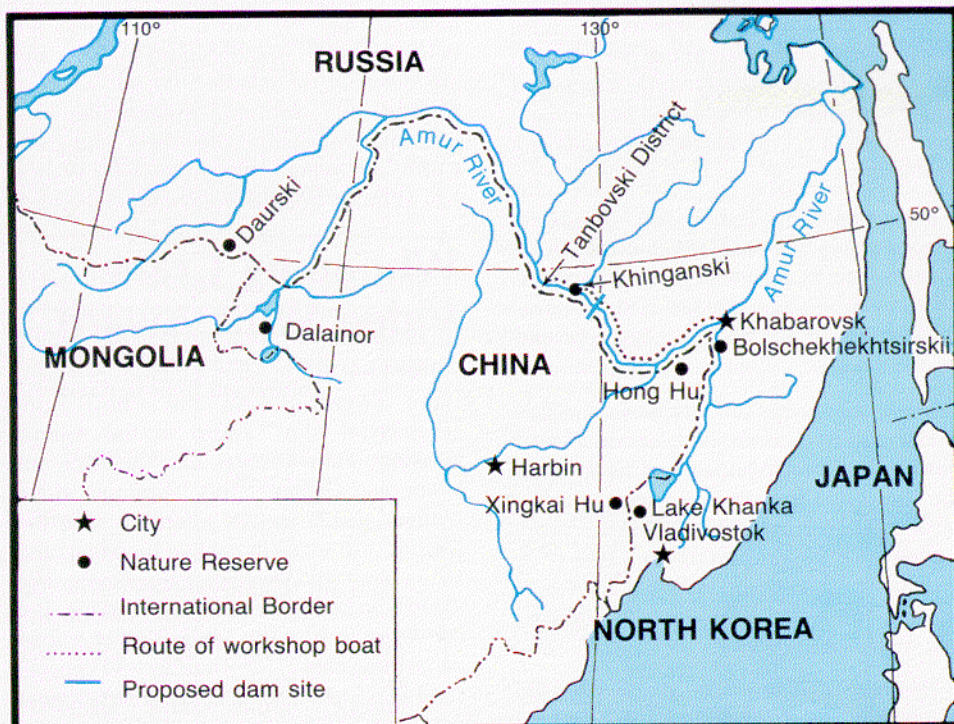 110°
130°
RUSSIA
Amur River
Tanbovski District
Amur River
50°
Daurski
Khinganski
Khabarovsk
Dalainor
MONGOLIA
CHINA
Bolschekhekhtsirskii
Hong Hu
JAPAN
Harbin
Xingkai Hu
Lake Khanka
Vladivostok
NORTH KOREA
City
Nature Reserve
International Border
Route of workshop boat
Proposed dam site